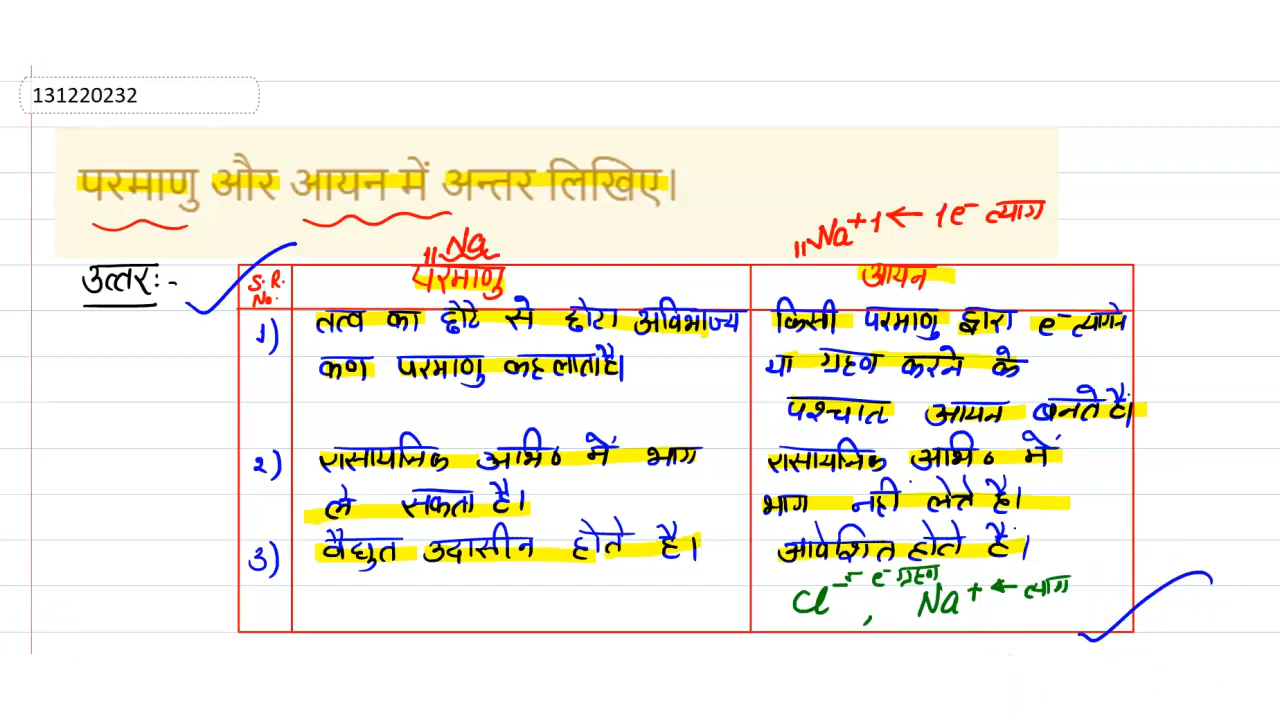 131220232
परमाणु और आयन में अन्तर लिखिए।
"Na
"Na+1 ← 1e- त्याग
उत्तरः-
S.R. No. परमाणु आयन
1) तत्व का छोटे से छोटा अविभाज्य किसी परमाणु द्वारा e- त्यागने
कण परमाणु कहलाता है। या ग्रहण करने के
पश्चात आयन बनते हैं।
2) रासायनिक अभि० में भाग रासायनिक अभि० में
ले सकता है। भाग नहीं लेते हैं।
3) वैद्युत उदासीन होते है। आवेशित होते हैं।
Cl- ← e- ग्रहण , Na+ ← त्याग